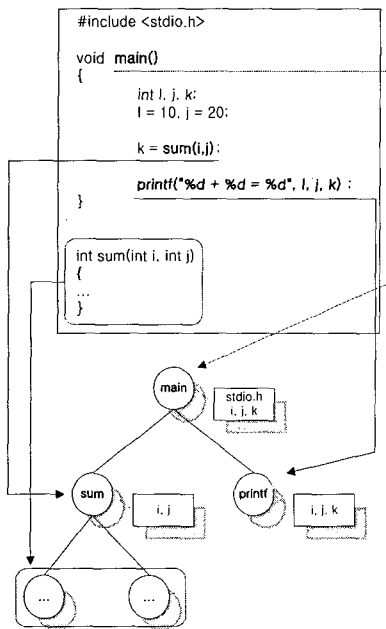 #include <stdio.h>
void main()
{
int I, j, k;
I = 10, j = 20;
k = sum(i,j) ;
printf("%d + %d = %d", I, j, k) ;
}
int sum(int i, int j)
{
...
}
main
stdio.h
i, j, k
...
sum
i, j
printf
i, j, k
...
...